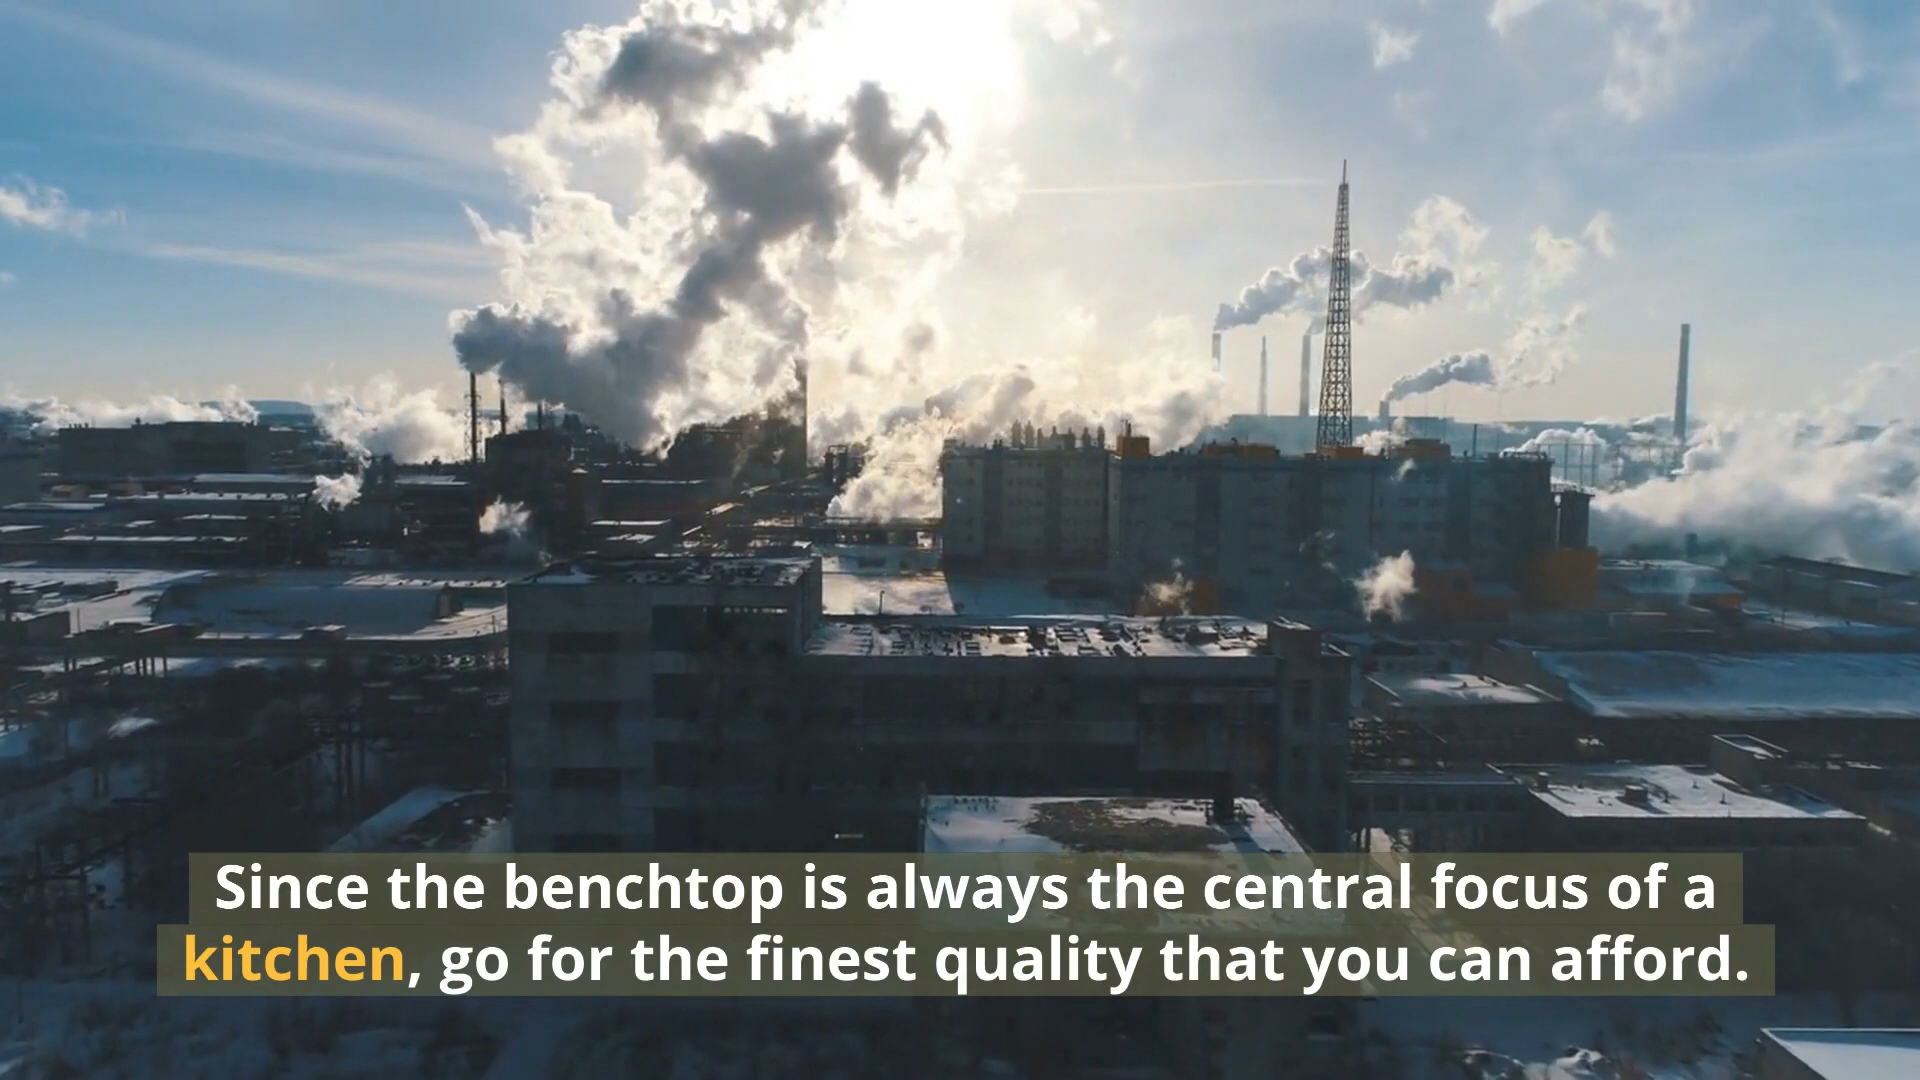 Since the benchtop is always the central focus of a
kitchen, go for the finest quality that you can afford.